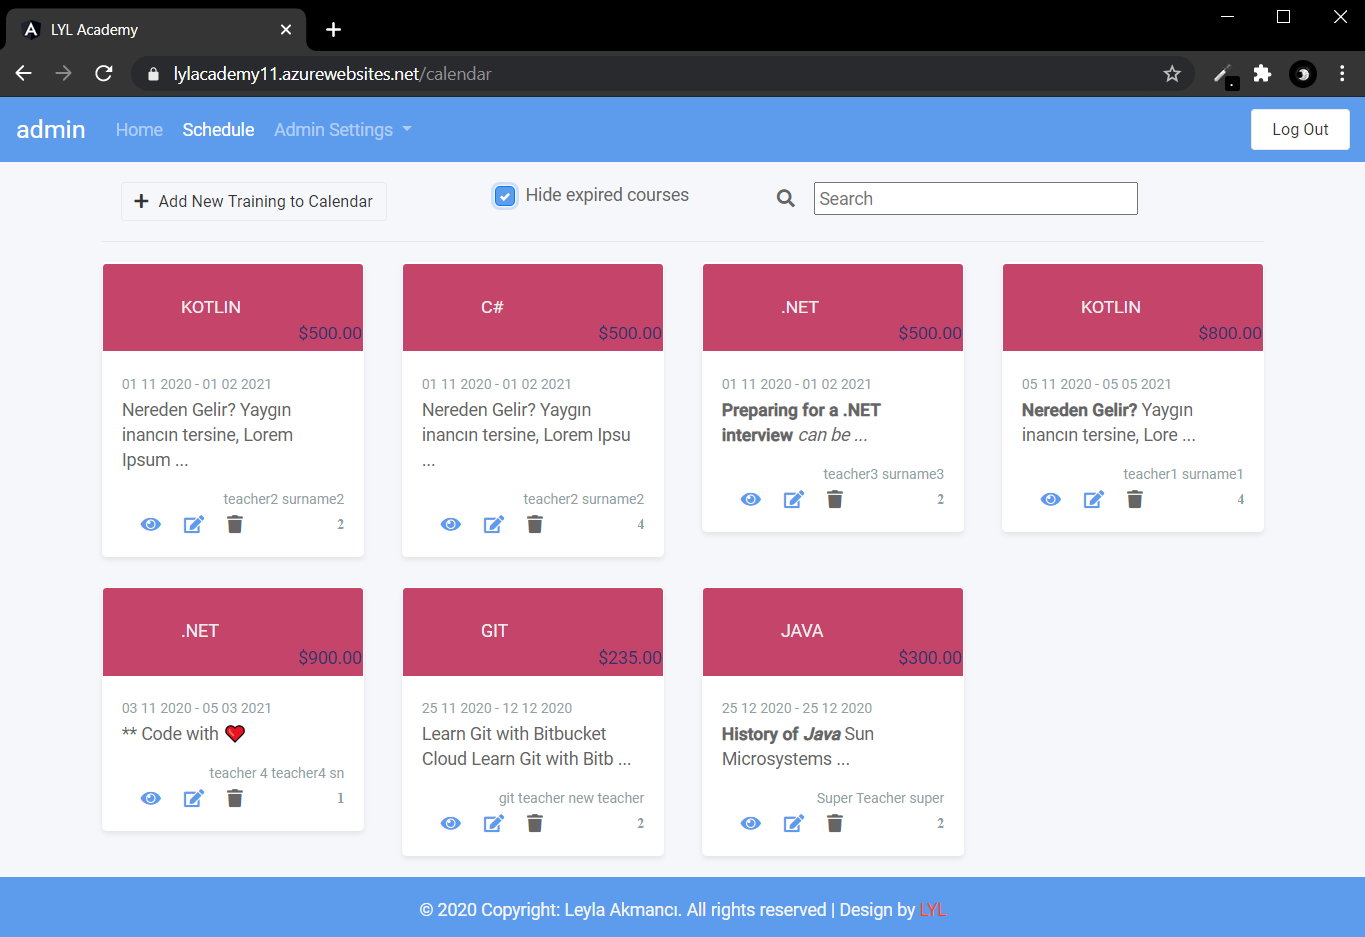 LYL Academy
lylacademy11.azurewebsites.net/calendar
admin Home Schedule Admin Settings Log Out
Add New Training to Calendar Hide expired courses Search
KOTLIN
$500.00
01 11 2020 - 01 02 2021
Nereden Gelir? Yaygın
inancın tersine, Lorem
Ipsum ...
teacher2 surname2
2
C#
$500.00
01 11 2020 - 01 02 2021
Nereden Gelir? Yaygın
inancın tersine, Lorem Ipsu
...
teacher2 surname2
4
.NET
$500.00
01 11 2020 - 01 02 2021
Preparing for a .NET
interview can be ...
teacher3 surname3
2
KOTLIN
$800.00
05 11 2020 - 05 05 2021
Nereden Gelir? Yaygın
inancın tersine, Lore ...
teacher1 surname1
4
.NET
$900.00
03 11 2020 - 05 03 2021
** Code with ❤️
teacher 4 teacher4 sn
1
GIT
$235.00
25 11 2020 - 12 12 2020
Learn Git with Bitbucket
Cloud Learn Git with Bitb ...
git teacher new teacher
2
JAVA
$300.00
25 12 2020 - 25 12 2020
History of Java Sun
Microsystems ...
Super Teacher super
2
© 2020 Copyright: Leyla Akmancı. All rights reserved | Design by LYL